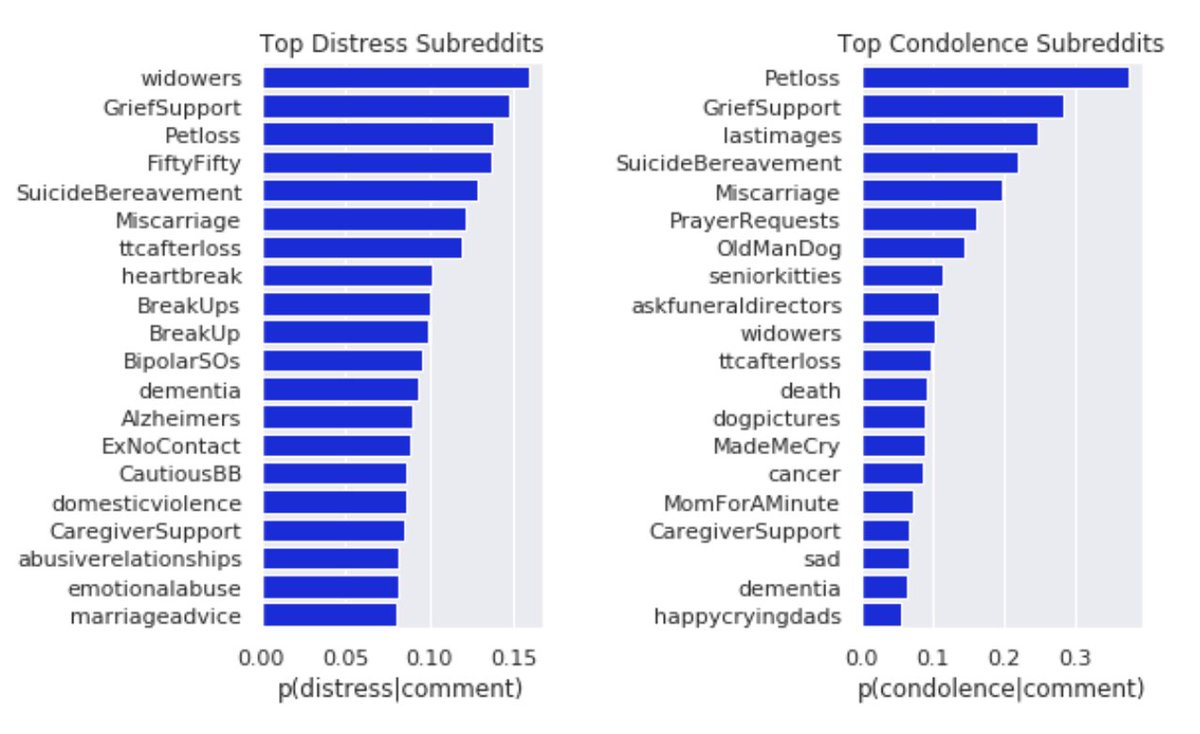 Top Distress Subreddits
widowers
GriefSupport
Petloss
FiftyFifty
SuicideBereavement
Miscarriage
ttcafterloss
heartbreak
BreakUps
BreakUp
BipolarSOs
dementia
Alzheimers
ExNoContact
CautiousBB
domesticviolence
CaregiverSupport
abusiverelationships
emotionalabuse
marriageadvice
0.00 0.05 0.10 0.15
p(distress|comment)
Top Condolence Subreddits
Petloss
GriefSupport
lastimages
SuicideBereavement
Miscarriage
PrayerRequests
OldManDog
seniorkitties
askfuneraldirectors
widowers
ttcafterloss
death
dogpictures
MadeMeCry
cancer
MomForAMinute
CaregiverSupport
sad
dementia
happycryingdads
0.0 0.1 0.2 0.3
p(condolence|comment)